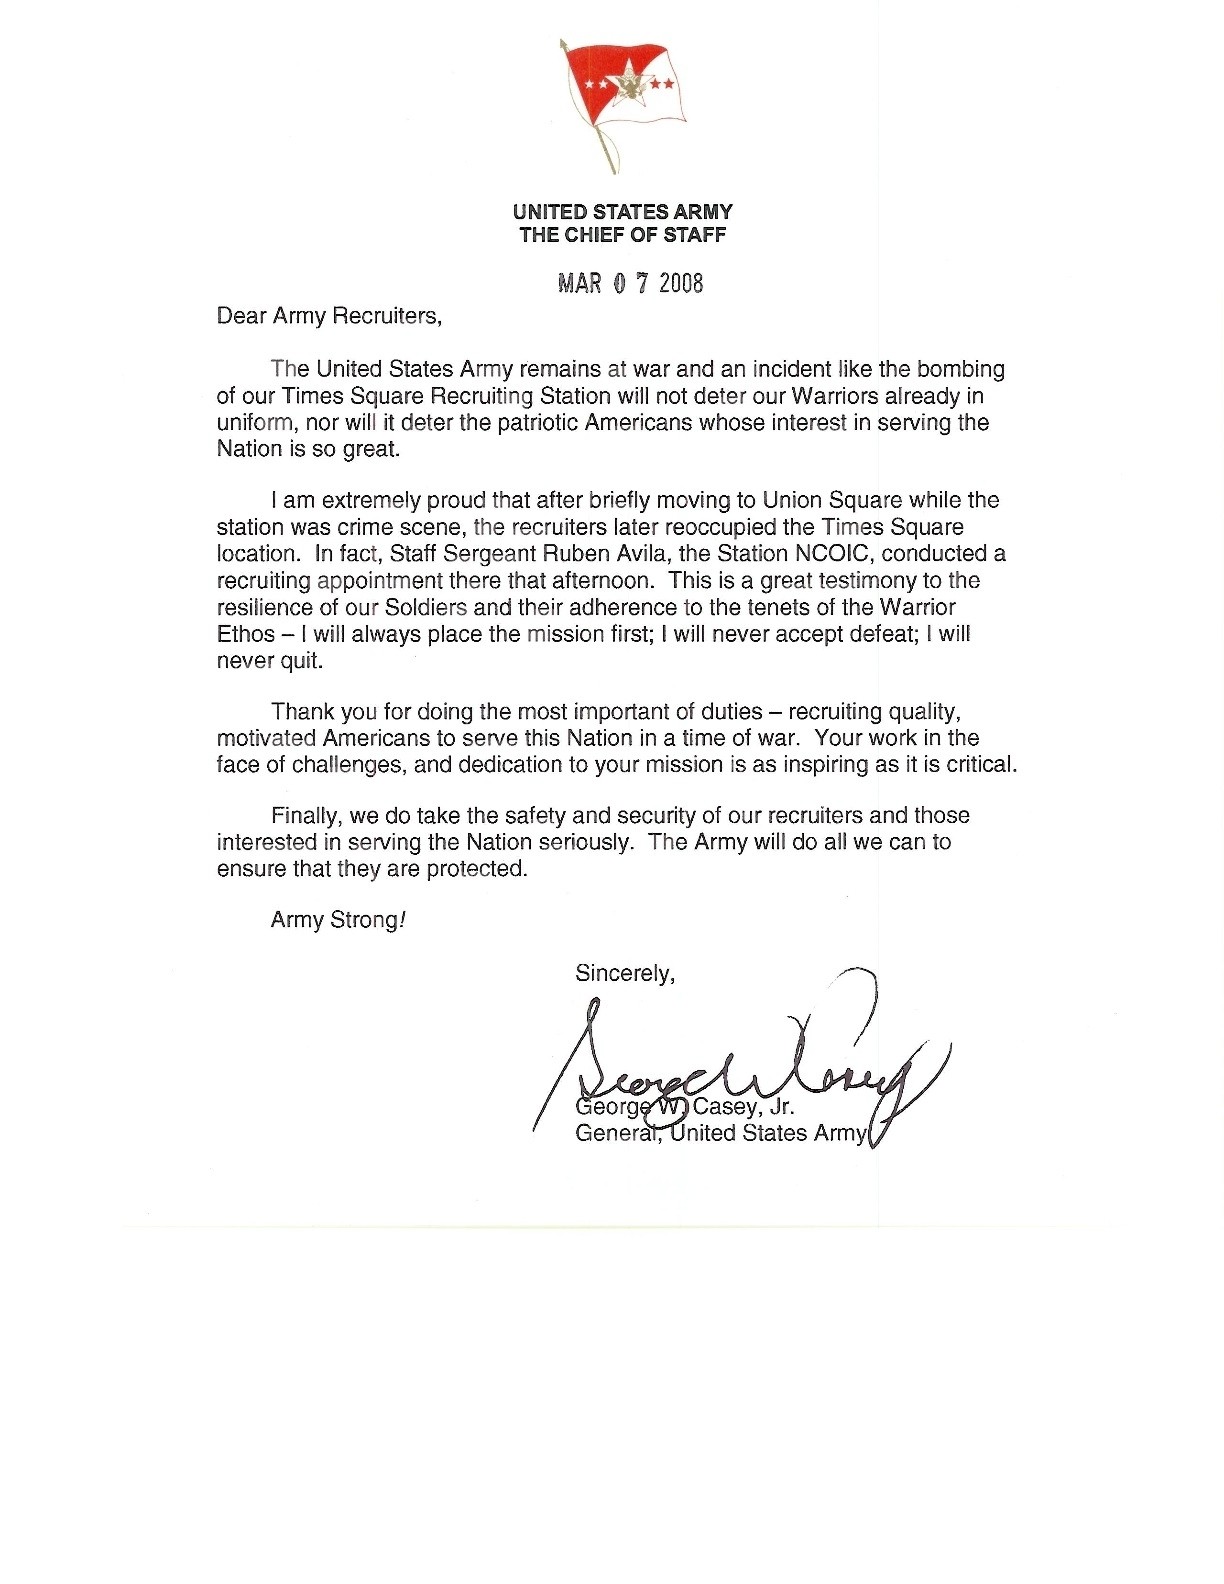 UNITED STATES ARMY
THE CHIEF OF STAFF
MAR 0 7 2008
Dear Army Recruiters,
The United States Army remains at war and an incident like the bombing
of our Times Square Recruiting Station will not deter our Warriors already in
uniform, nor will it deter the patriotic Americans whose interest in serving the
Nation is so great.
I am extremely proud that after briefly moving to Union Square while the
station was crime scene, the recruiters later reoccupied the Times Square
location. In fact, Staff Sergeant Ruben Avila, the Station NCOIC, conducted a
recruiting appointment there that afternoon. This is a great testimony to the
resilience of our Soldiers and their adherence to the tenets of the Warrior
Ethos – I will always place the mission first; I will never accept defeat; I will
never quit.
Thank you for doing the most important of duties – recruiting quality,
motivated Americans to serve this Nation in a time of war. Your work in the
face of challenges, and dedication to your mission is as inspiring as it is critical.
Finally, we do take the safety and security of our recruiters and those
interested in serving the Nation seriously. The Army will do all we can to
ensure that they are protected.
Army Strong!
Sincerely,
George W Casey
George W. Casey, Jr.
General, United States Army